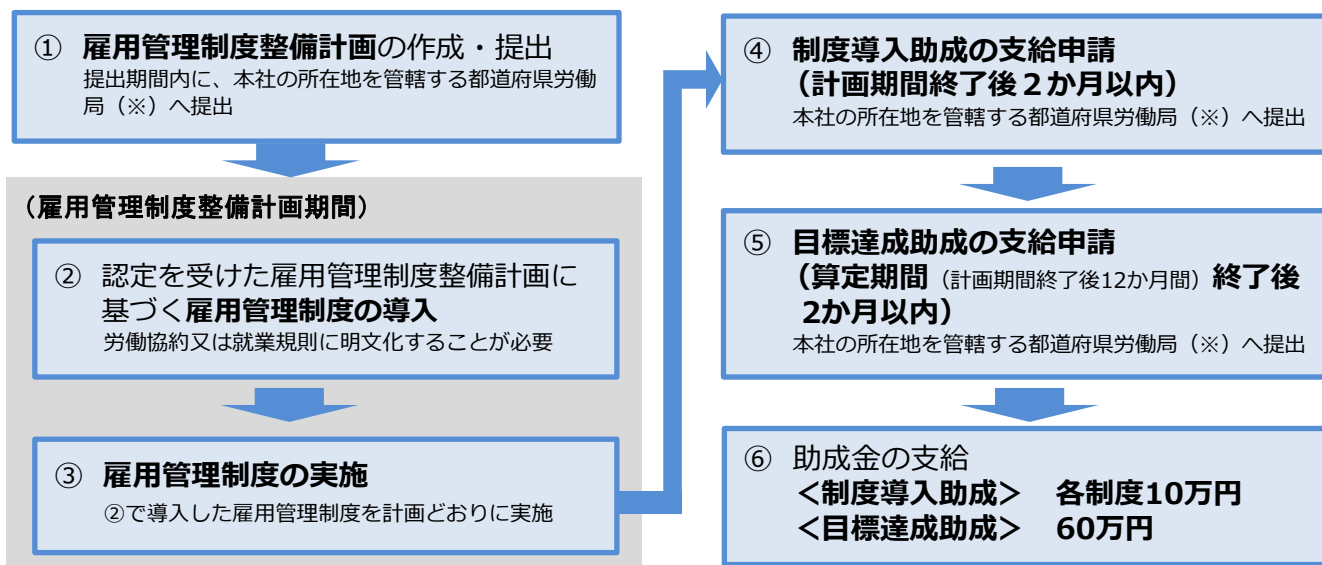 ① 雇用管理制度整備計画の作成・提出
提出期間内に、本社の所在地を管轄する都道府県労働
局（※）へ提出
（雇用管理制度整備計画期間）
② 認定を受けた雇用管理制度整備計画に
基づく雇用管理制度の導入
労働協約又は就業規則に明文化することが必要
③ 雇用管理制度の実施
②で導入した雇用管理制度を計画どおりに実施
④ 制度導入助成の支給申請
（計画期間終了後２か月以内）
本社の所在地を管轄する都道府県労働局（※）へ提出
⑤ 目標達成助成の支給申請
（算定期間（計画期間終了後12か月間）終了後
2か月以内）
本社の所在地を管轄する都道府県労働局（※）へ提出
⑥ 助成金の支給
＜制度導入助成＞ 各制度10万円
＜目標達成助成＞ 60万円